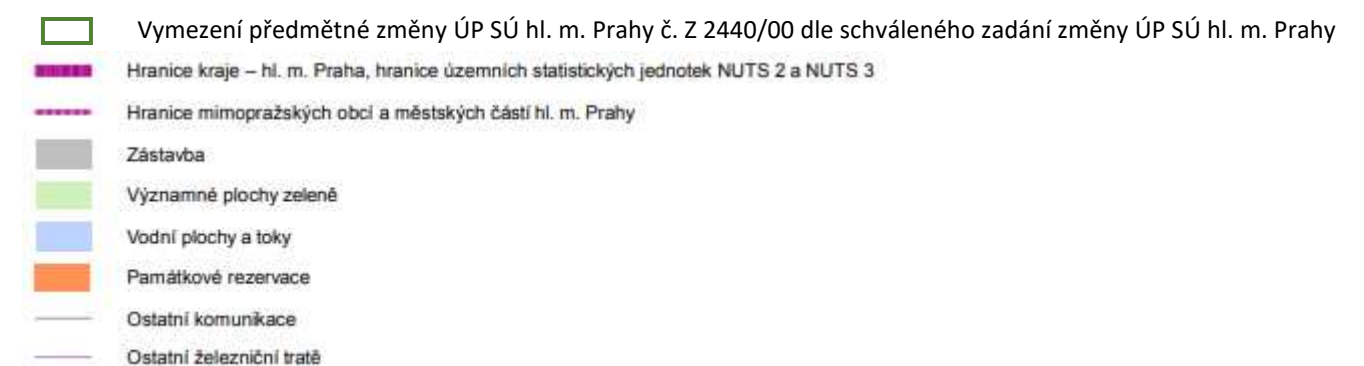 Vymezení předmětné změny ÚP SÚ hl. m. Prahy č. Z 2440/00 dle schváleného zadání změny ÚP SÚ hl. m. Prahy
Hranice kraje – hl. m. Praha, hranice územních statistických jednotek NUTS 2 a NUTS 3
Hranice mimopražských obcí a městských částí hl. m. Prahy
Zástavba
Významné plochy zeleně
Vodní plochy a toky
Památkové rezervace
Ostatní komunikace
Ostatní železniční tratě